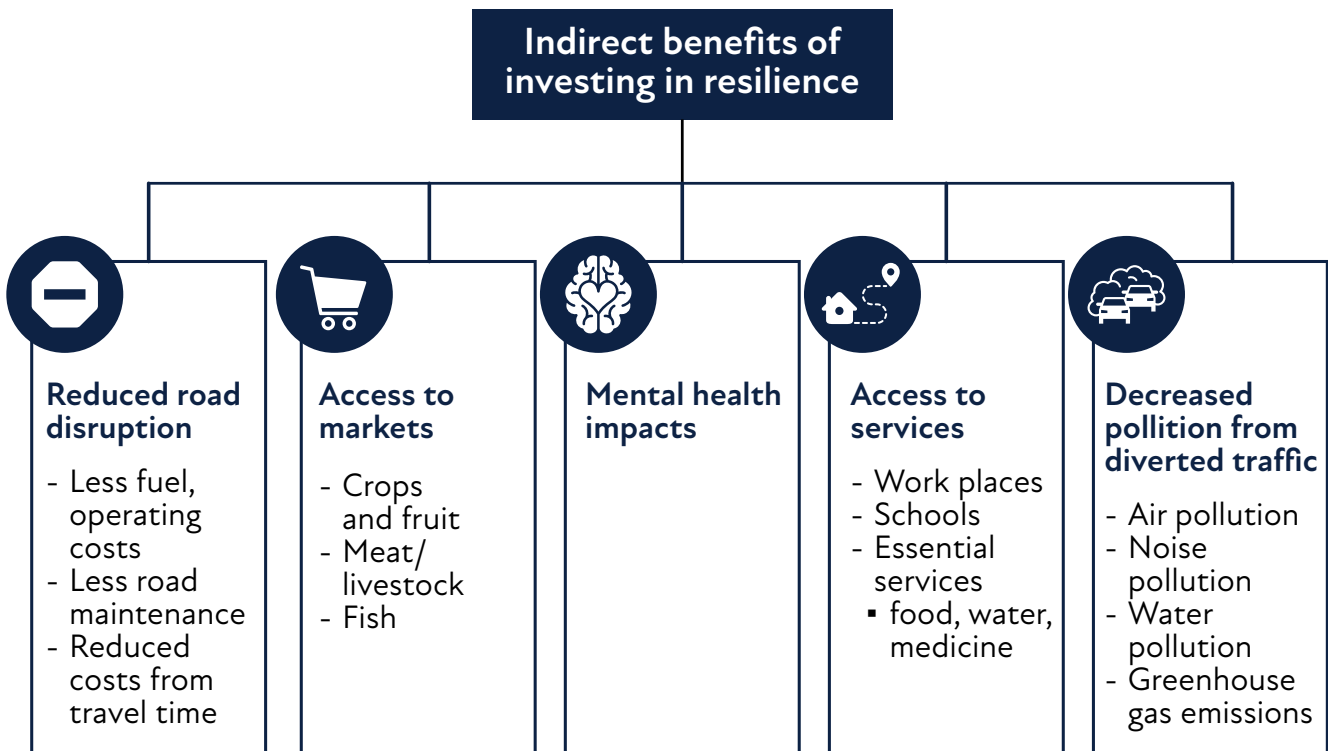 Indirect benefits of
investing in resilience
Reduced road
disruption
- Less fuel,
operating
costs
- Less road
maintenance
- Reduced
costs from
travel time
Access to
markets
- Crops
and fruit
- Meat/
livestock
- Fish
Mental health
impacts
Access to
services
- Work places
- Schools
- Essential
services
▪ food, water,
medicine
Decreased
pollition from
diverted traffic
- Air pollution
- Noise
pollution
- Water
pollution
- Greenhouse
gas emissions